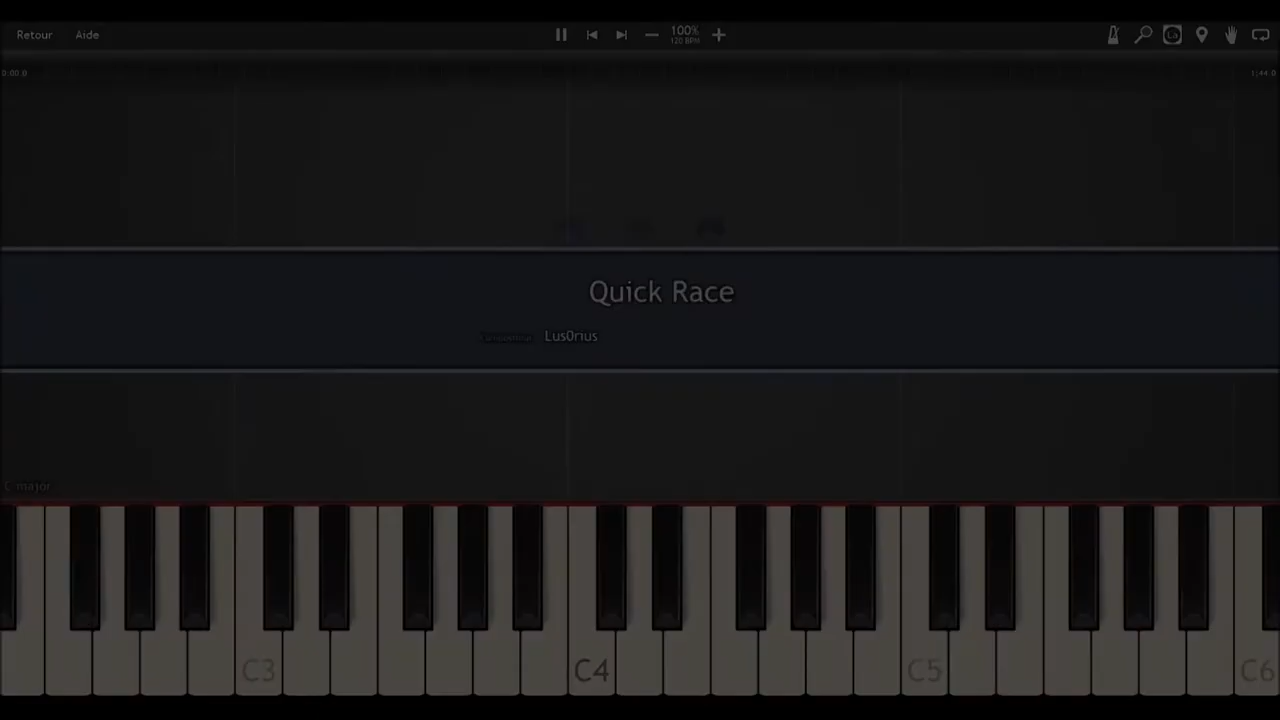 Retour Aide
100%
120 BPM
La
0:00.0 1:44.0
Quick Race
Lus0rius
C major
C3 C4 C5 C6